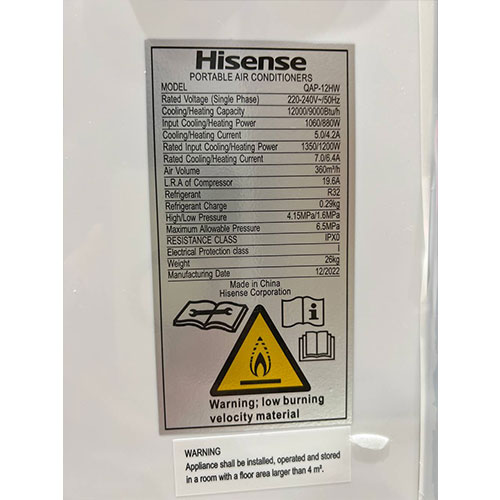 Hisense
PORTABLE AIR CONDITIONERS
MODEL QAP-12HW
Rated Voltage (Single Phase) 220-240V~/50Hz
Cooling/Heating Capacity 12000/9000Btu/h
Input Cooling/Heating Power 1060/880W
Cooling/Heating Current 5.0/4.2A
Rated Input Cooling/Heating Power 1350/1200W
Rated Cooling/Heating Current 7.0/6.4A
Air Volume 360m³/h
L.R.A of Compressor 19.6A
Refrigerant R32
Refrigerant Charge 0.29kg
High/Low Pressure 4.15MPa/1.6MPa
Maximum Allowable Pressure 6.5MPa
RESISTANCE CLASS IPX0
Electrical Protection class I
Weight 26kg
Manufacturing Date 12/2022
Made in China
Hisense Corporation
Warning; low burning
velocity material
WARNING
Appliance shall be installed, operated and stored
in a room with a floor area larger than 4 m².